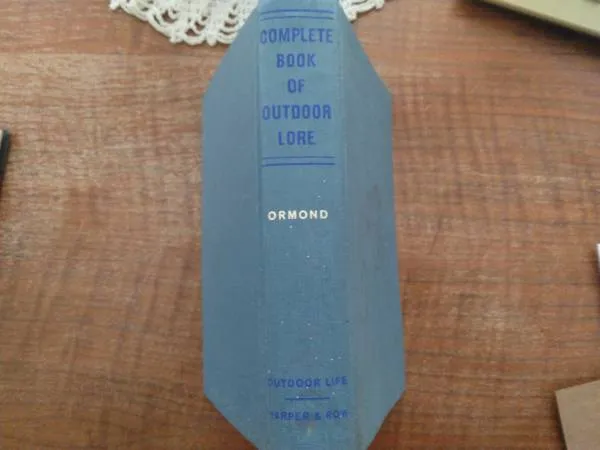 COMPLETE
BOOK
OF
OUTDOOR
LORE
ORMOND
OUTDOOR LIFE
HARPER & ROW